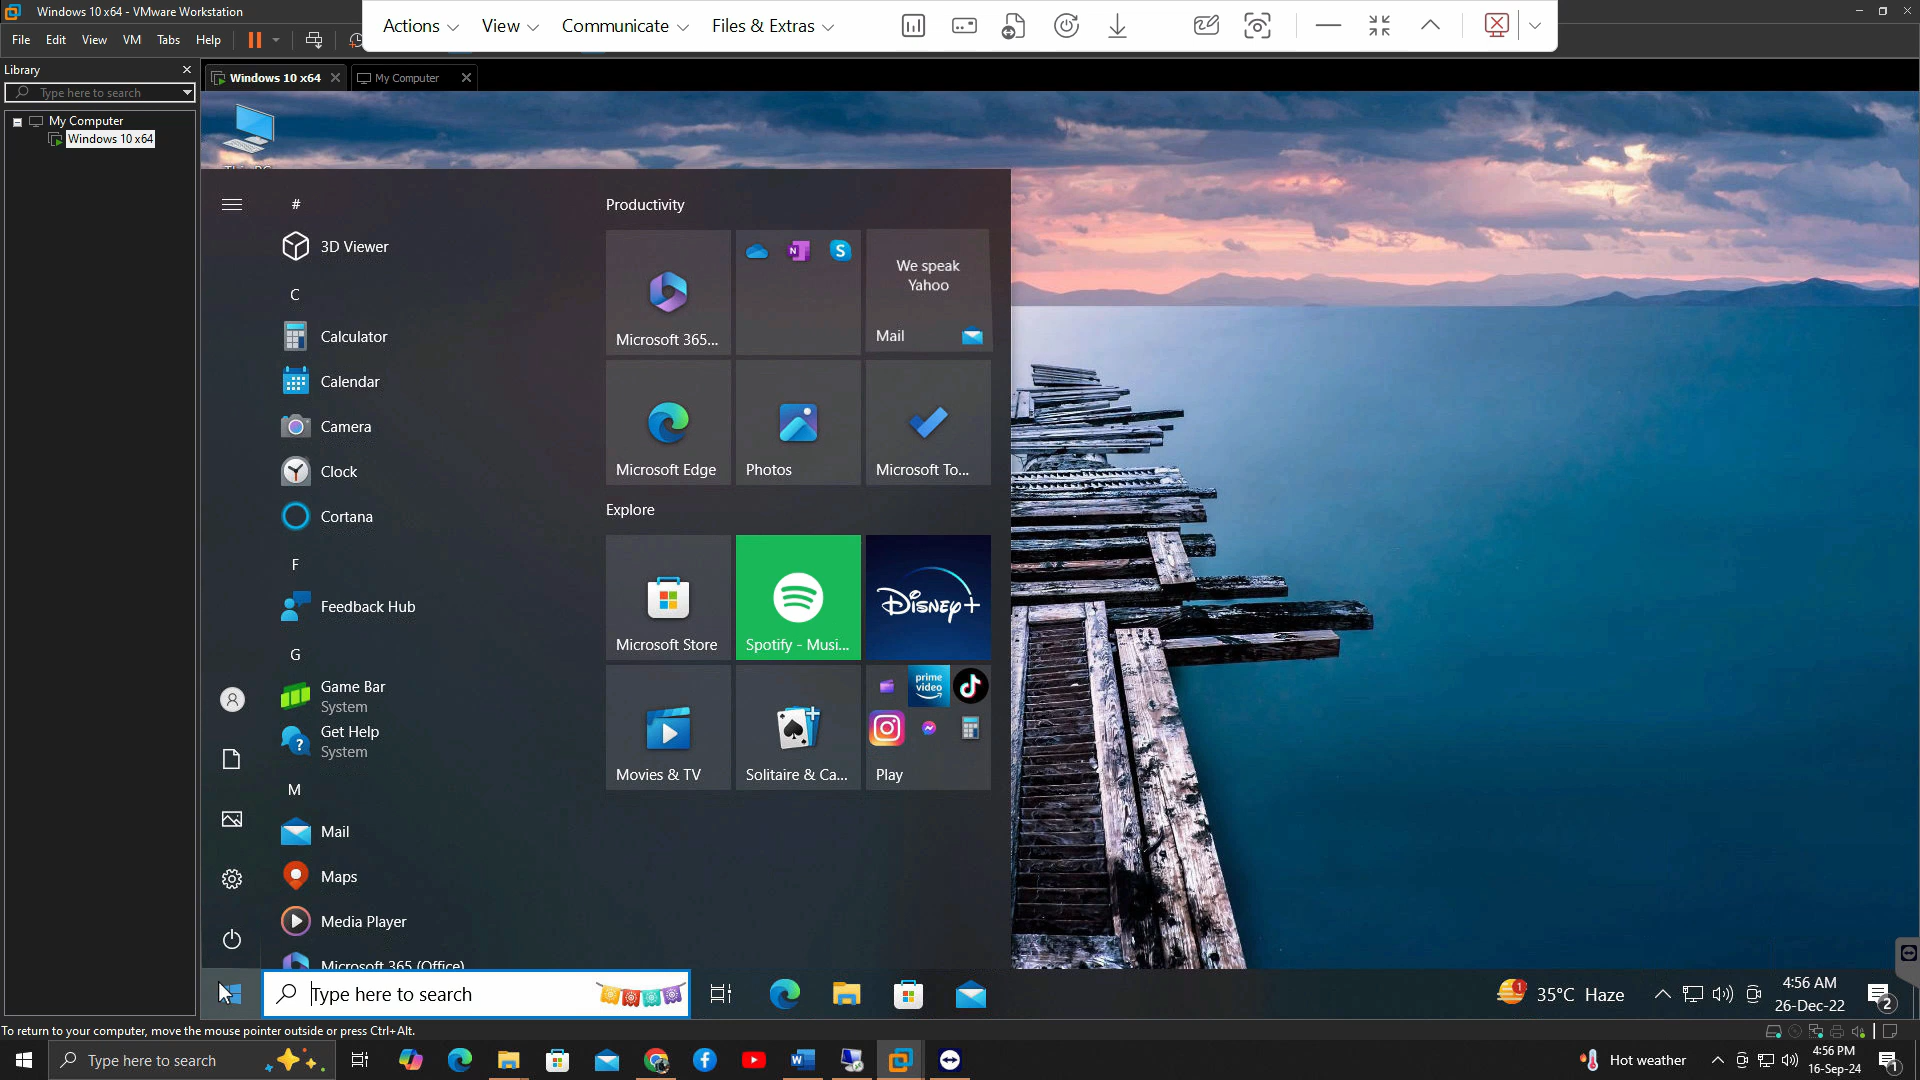 Windows 10 x64 - VMware Workstation
File Edit View VM Tabs Help
Actions View Communicate Files & Extras
Library
Type here to search
My Computer
Windows 10 x64
Windows 10 x64
My Computer
#
3D Viewer
C
Calculator
Calendar
Camera
Clock
Cortana
F
Feedback Hub
G
Game Bar
System
Get Help
System
M
Mail
Maps
Media Player
Microsoft 365 (Office)
Productivity
Microsoft 365...
N
S
We speak
Yahoo
Mail
Microsoft Edge
Photos
Microsoft To...
Explore
Microsoft Store
Spotify - Musi...
Disney+
Movies & TV
Solitaire & Ca...
prime
video
Play
Type here to search
1
35°C Haze
4:56 AM
26-Dec-22
2
To return to your computer, move the mouse pointer outside or press Ctrl+Alt.
Type here to search
W
Hot weather
4:56 PM
16-Sep-24
1